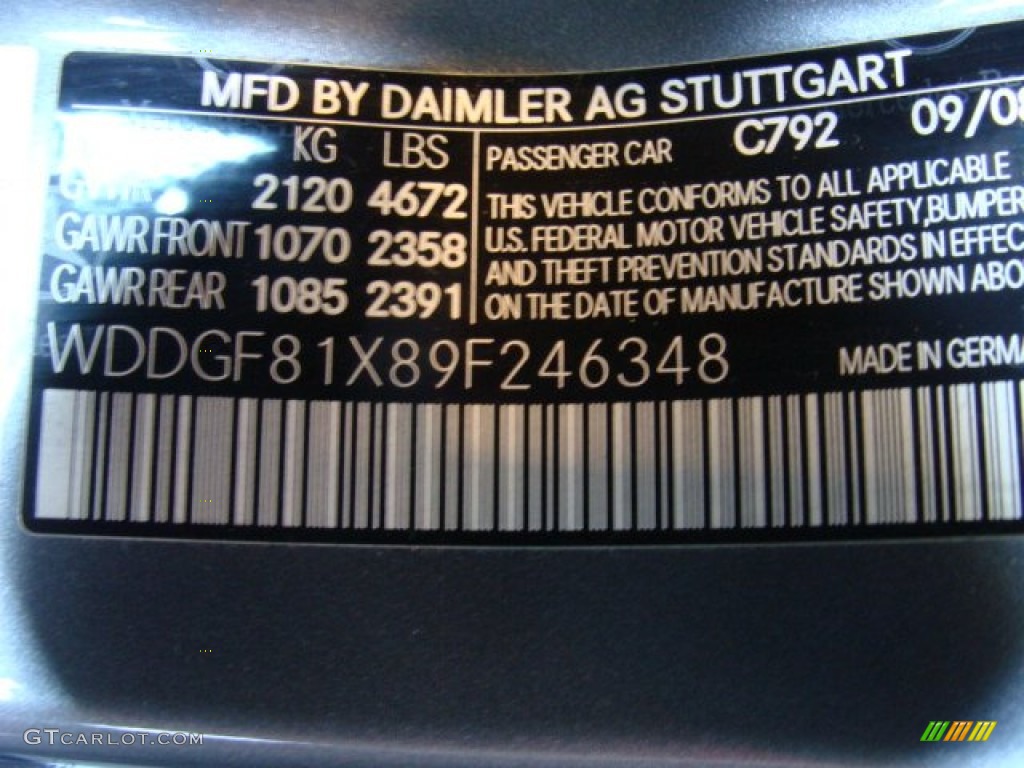 MFD BY DAIMLER AG STUTTGART
KG LBS
PASSENGER CAR C792 09/08
GVWR 2120 4672
GAWR FRONT 1070 2358
GAWR REAR 1085 2391
THIS VEHICLE CONFORMS TO ALL APPLICABLE
U.S. FEDERAL MOTOR VEHICLE SAFETY, BUMPER
AND THEFT PREVENTION STANDARDS IN EFFEC
ON THE DATE OF MANUFACTURE SHOWN ABO
WDDGF81X89F246348
MADE IN GERMA
GTCARLOT.COM